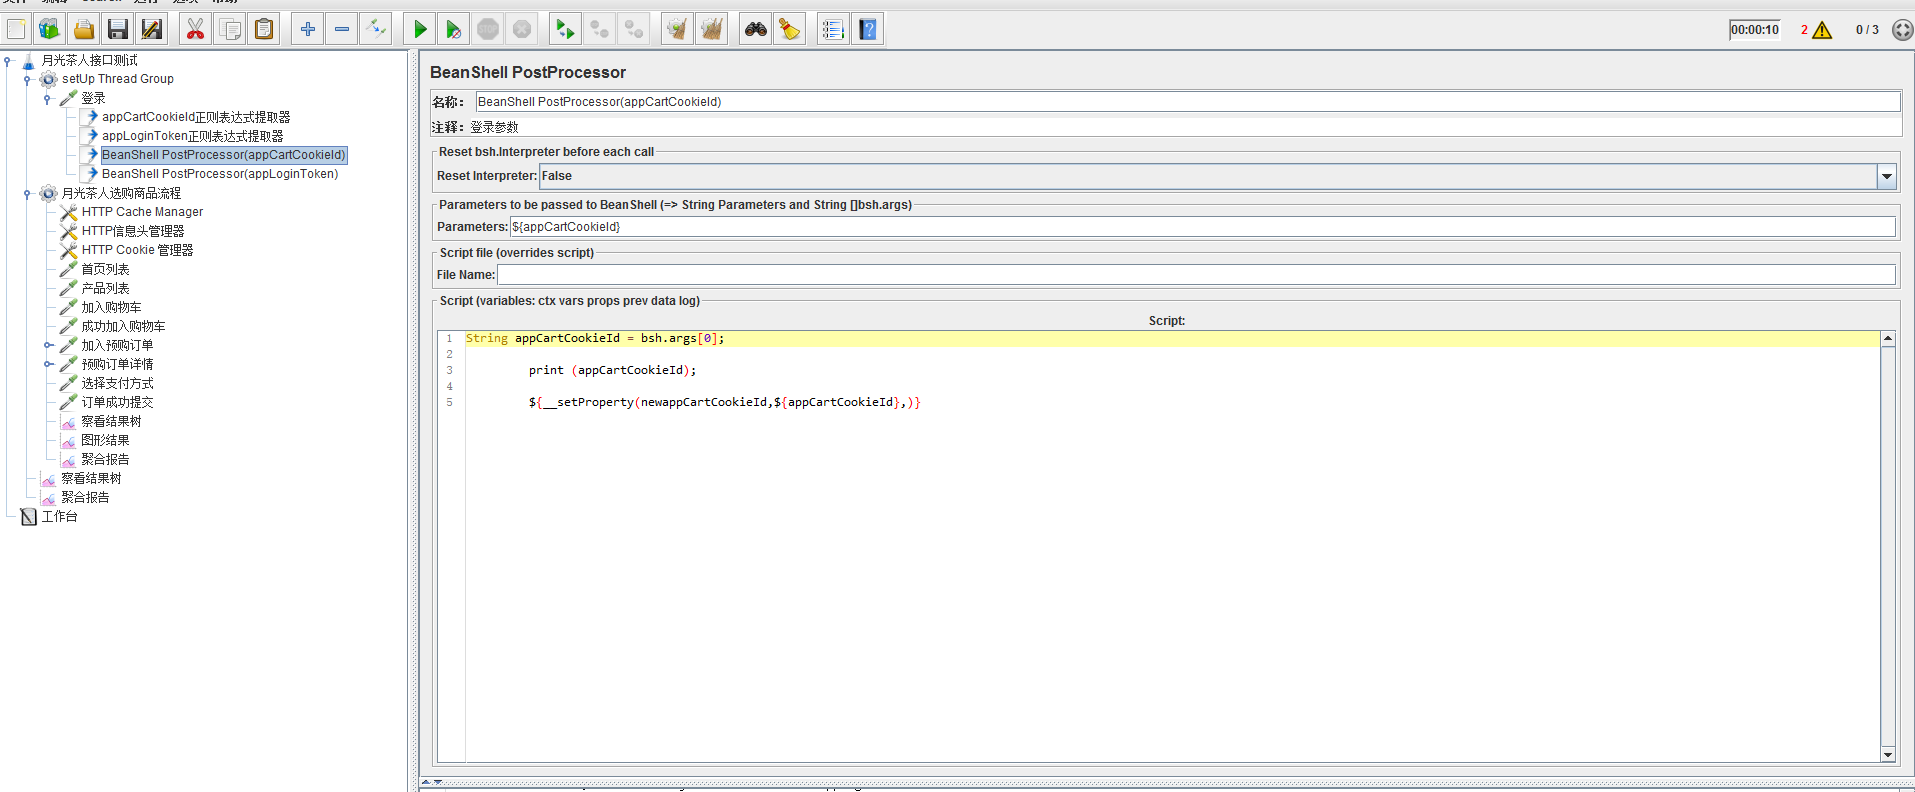 Search
00:00:10
2
0 / 3
月光茶人接口测试
setUp Thread Group
登录
appCartCookieId正则表达式提取器
appLoginToken正则表达式提取器
BeanShell PostProcessor(appCartCookieId)
BeanShell PostProcessor(appLoginToken)
月光茶人选购商品流程
HTTP Cache Manager
HTTP信息头管理器
HTTP Cookie 管理器
首页列表
产品列表
加入购物车
成功加入购物车
加入预购订单
预购订单详情
选择支付方式
订单成功提交
察看结果树
图形结果
聚合报告
察看结果树
聚合报告
工作台
BeanShell PostProcessor
名称： BeanShell PostProcessor(appCartCookieId)
注释： 登录参数
Reset bsh.Interpreter before each call
Reset Interpreter: False
Parameters to be passed to BeanShell (=> String Parameters and String []bsh.args)
Parameters: ${appCartCookieId}
Script file (overrides script)
File Name:
Script (variables: ctx vars props prev data log)
Script:
1 String appCartCookieId = bsh.args[0];
2
3 print (appCartCookieId);
4
5 ${__setProperty(newappCartCookieId,${appCartCookieId},)}